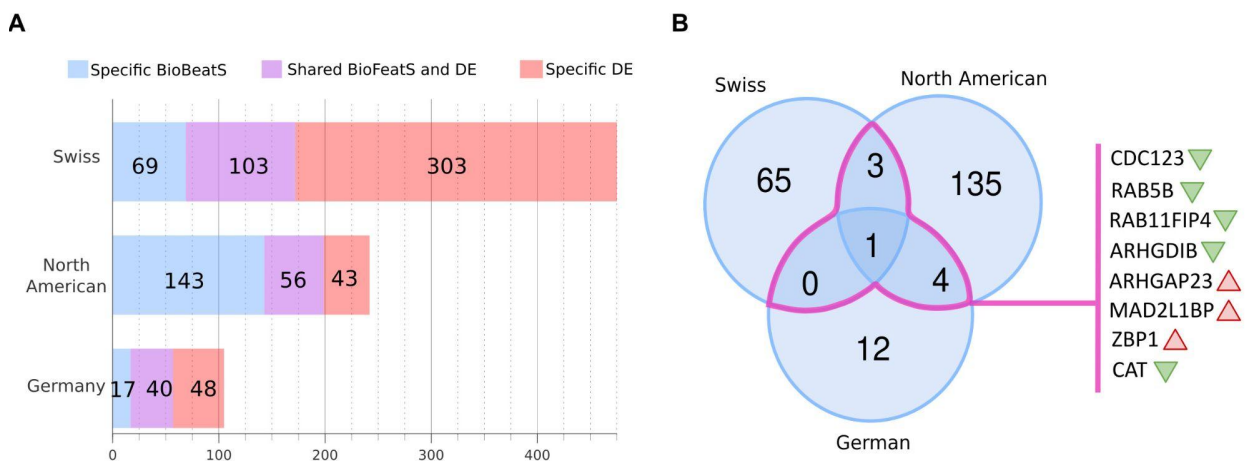 A
Specific BioBeatS
Shared BioFeatS and DE
Specific DE
Swiss
69
103
303
North
American
143
56
43
Germany
17
40
48
0
100
200
300
400
B
Swiss
North American
65
3
135
1
0
4
12
German
CDC123
RAB5B
RAB11FIP4
ARHGDIB
ARHGAP23
MAD2L1BP
ZBP1
CAT